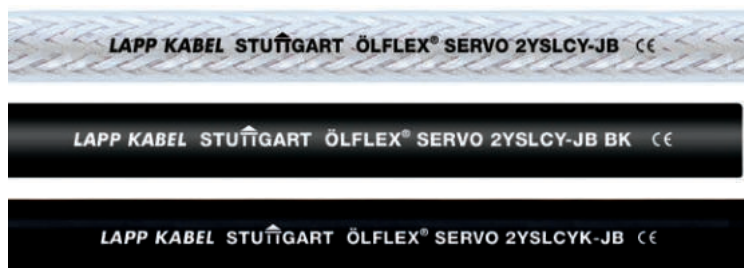 LAPP KABEL STUTTGART ÖLFLEX® SERVO 2YSLCY-JB CE
LAPP KABEL STUTTGART ÖLFLEX® SERVO 2YSLCY-JB BK CE
LAPP KABEL STUTTGART ÖLFLEX® SERVO 2YSLCYK-JB CE